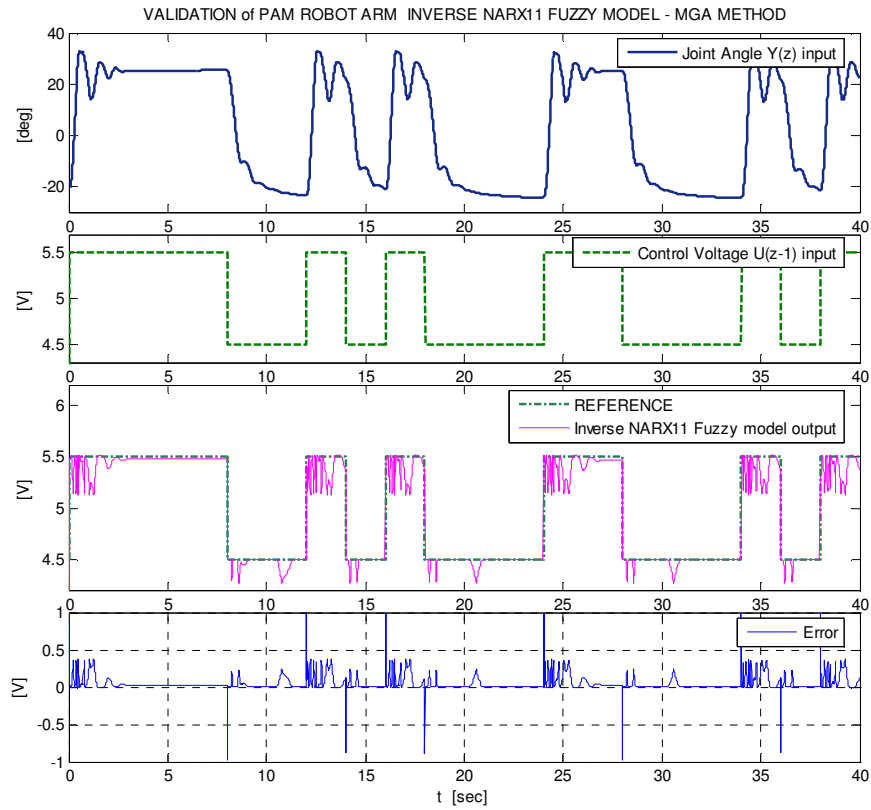 VALIDATION of PAM ROBOT ARM INVERSE NARX11 FUZZY MODEL - MGA METHOD
40
20
0
-20
[deg]
Joint Angle Y(z) input
0 5 10 15 20 25 30 35 40
5.5
5
4.5
[V]
Control Voltage U(z-1) input
0 5 10 15 20 25 30 35 40
6
5.5
5
4.5
[V]
REFERENCE
Inverse NARX11 Fuzzy model output
0 5 10 15 20 25 30 35 40
1
0.5
0
-0.5
-1
[V]
Error
0 5 10 15 20 25 30 35 40
t [sec]